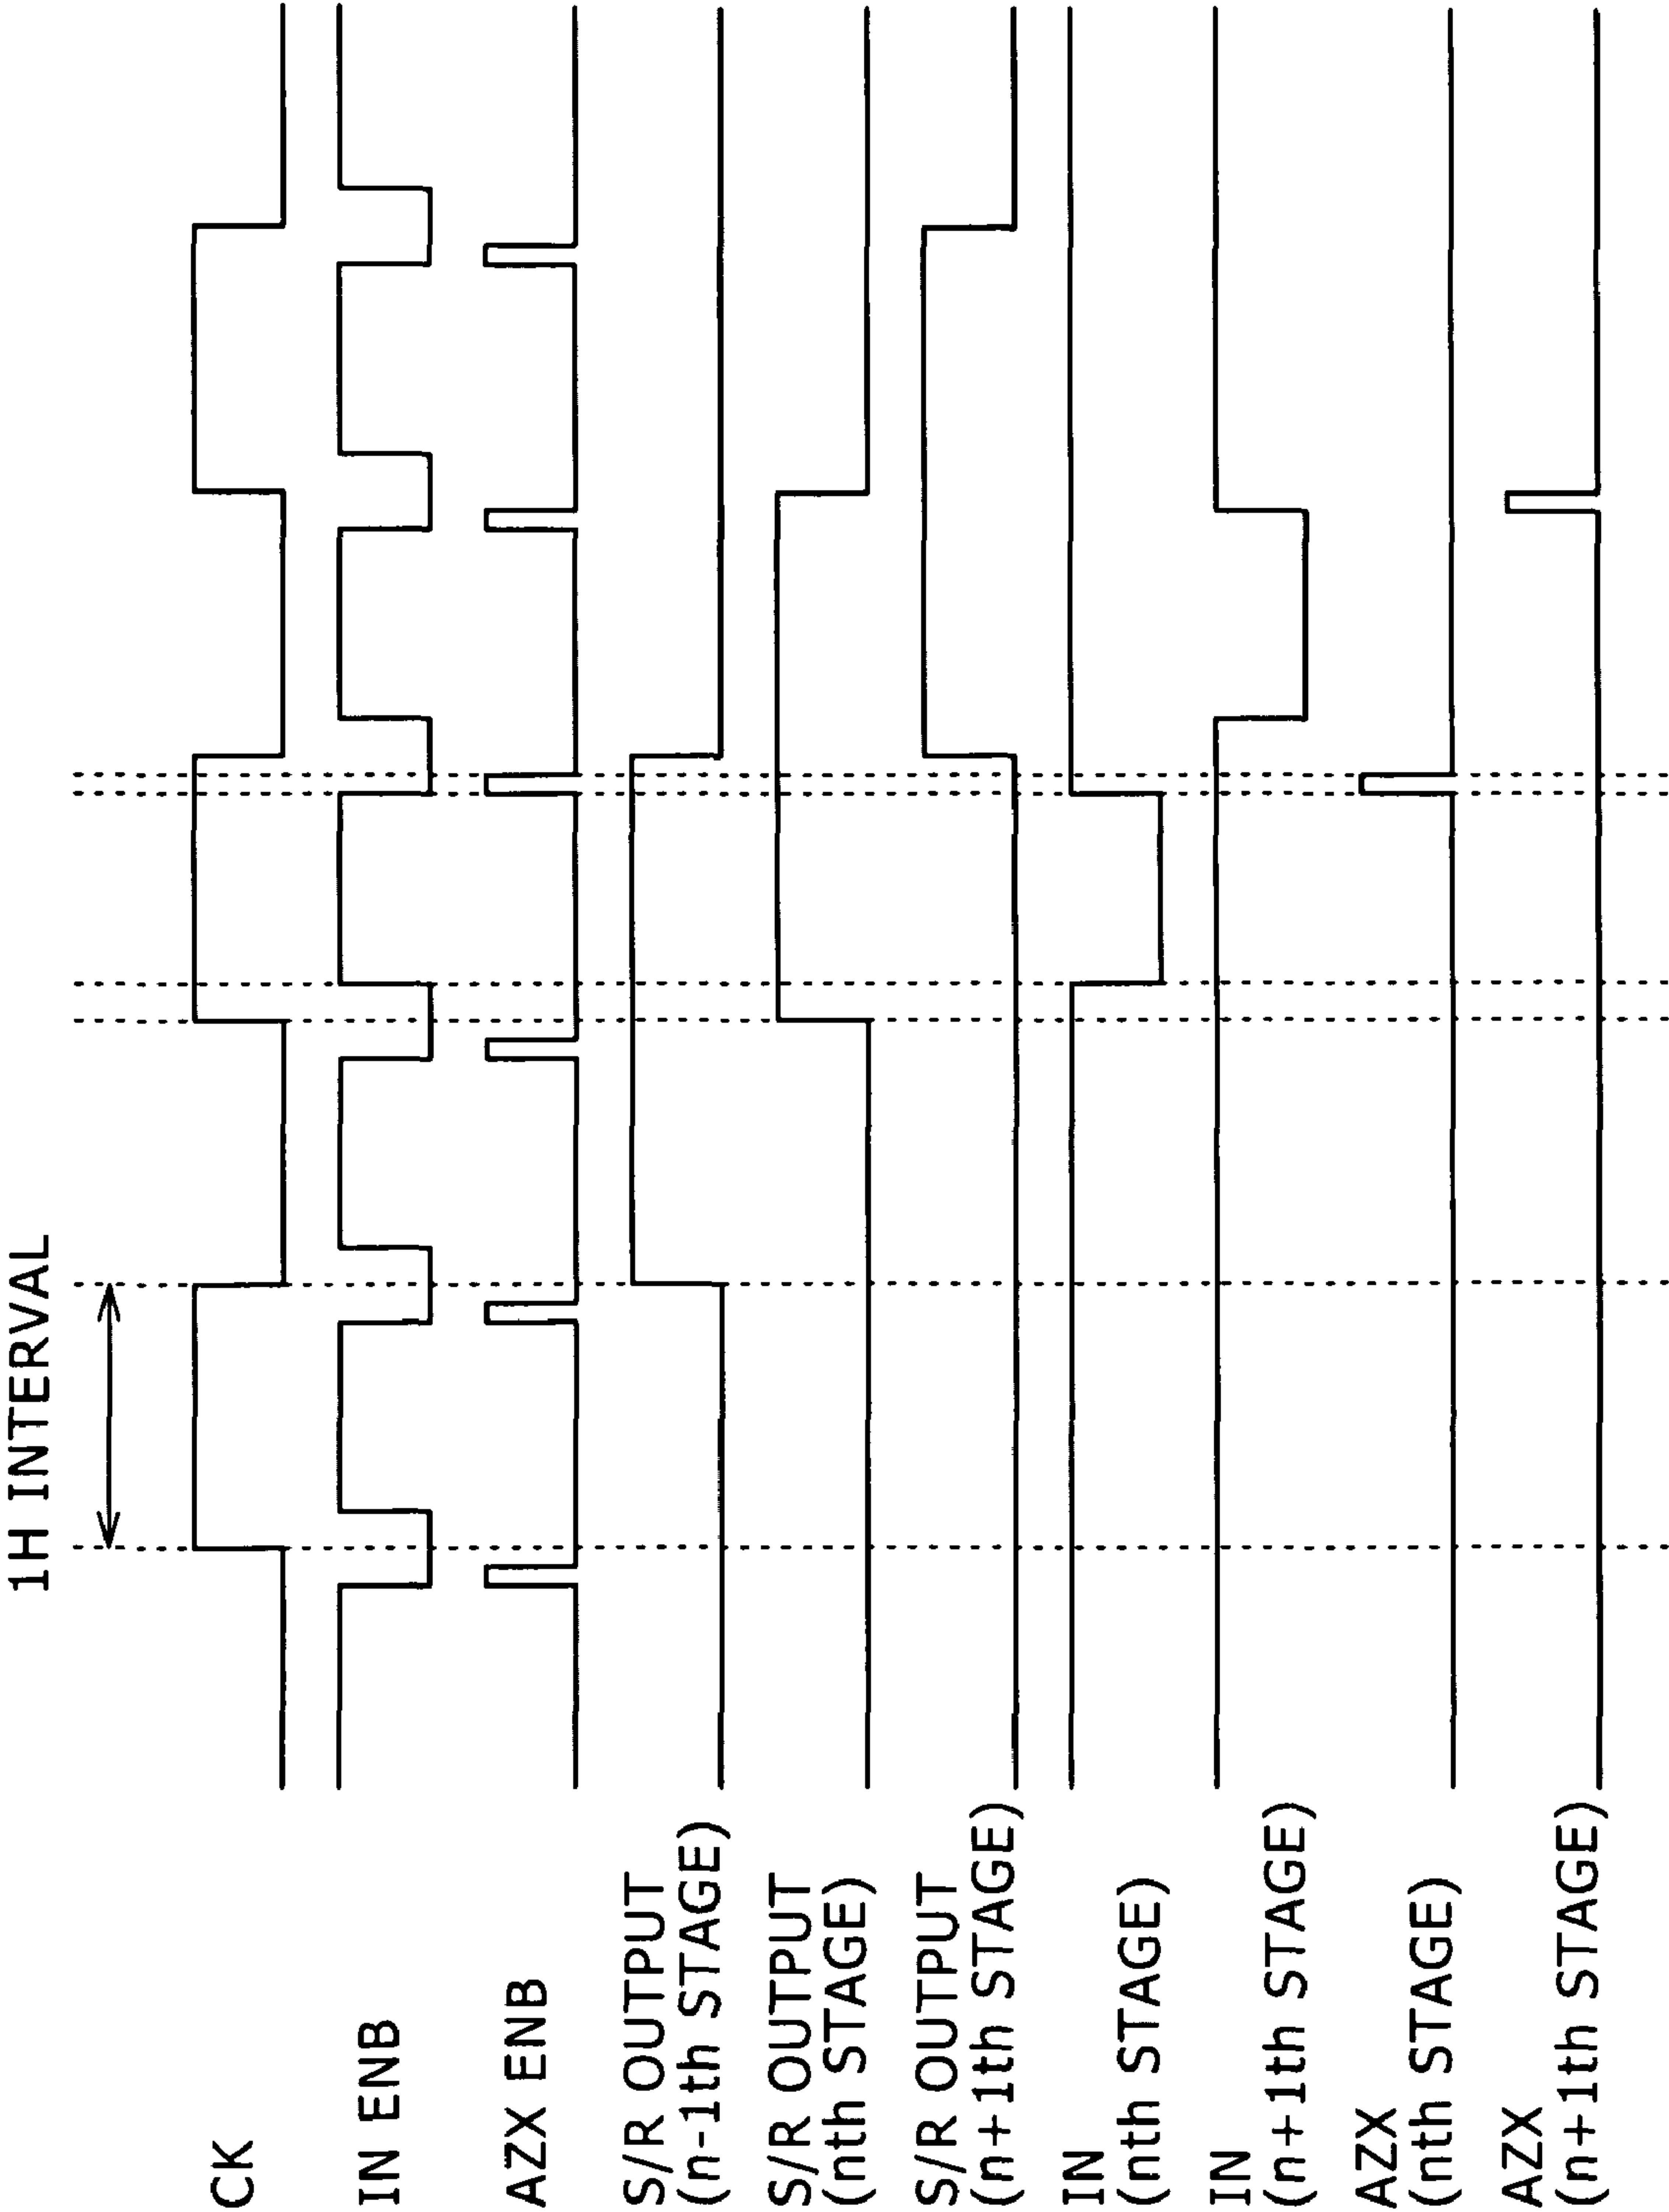 1H INTERVAL
CK
IN ENB
AZX ENB
S/R OUTPUT
(n-1th STAGE)
S/R OUTPUT
(nth STAGE)
S/R OUTPUT
(n+1th STAGE)
IN
(nth STAGE)
IN
(n+1th STAGE)
AZX
(nth STAGE)
AZX
(n+1th STAGE)